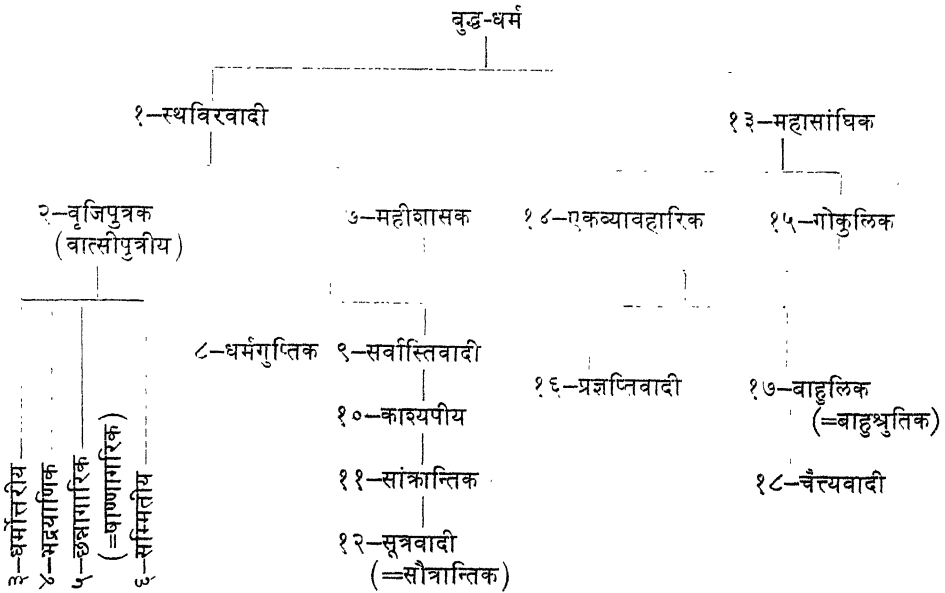 बुद्ध-धर्म
१–स्थविरवादी
१३–महासांघिक
२–वृजिपुत्रक
(वात्सीपुत्रीय)
७–महीशासक
१४–एकव्यावहारिक
१५–गोकुलिक
८–धर्मगुप्तिक
९–सर्वास्तिवादी
१०–काश्यपीय
११–सांक्रान्तिक
१२–सूत्रवादी
(=सौत्रान्तिक)
१६–प्रज्ञप्तिवादी
१७–बाहुलिक
(=बाहुश्रुतिक)
१८–चैत्त्यवादी
३–धर्मोत्तरीय
४–भद्रयाणिक
५–छन्नागारिक
(=षाण्णागरिक)
६–सम्मितीय